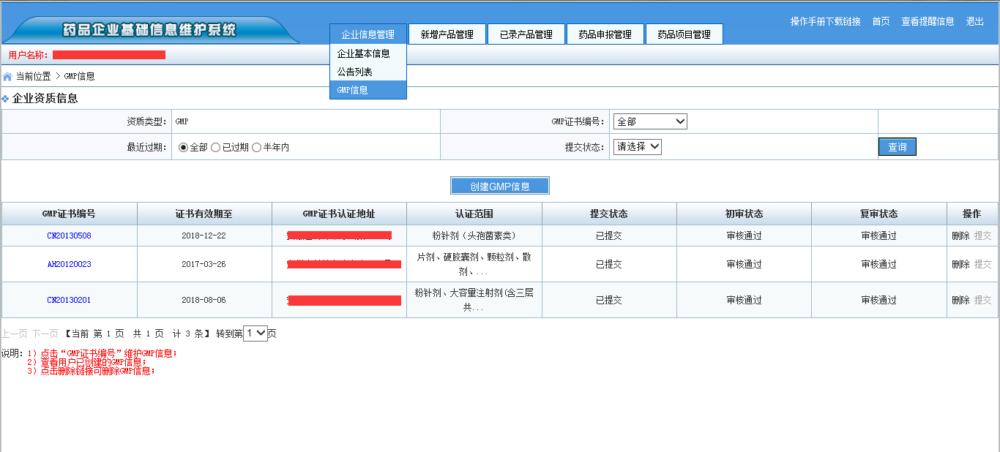 药品企业基础信息维护系统
操作手册下载链接 首页 查看提醒信息 退出
企业信息管理 新增产品管理 已录产品管理 药品申报管理 药品项目管理
企业基本信息
公告列表
GMP信息
用户名称:
当前位置 > GMP信息
企业资质信息
资质类型: GMP GMP证书编号: 全部
最近过期: 全部 已过期 半年内 提交状态: 请选择 查询
创建GMP信息
GMP证书编号 证书有效期至 GMP证书认证地址 认证范围 提交状态 初审状态 复审状态 操作
CN20130508 2018-12-22 粉针剂（头孢菌素类） 已提交 审核通过 审核通过 删除 提交
AH20120023 2017-03-26 片剂、硬胶囊剂、颗粒剂、散
剂、... 已提交 审核通过 审核通过 删除 提交
CN20130201 2018-08-06 粉针剂、大容量注射剂(含三层
共... 已提交 审核通过 审核通过 删除 提交
上一页 下一页 【当前 第 1 页 共 1 页 计 3 条】 转到第 1 页
说明: 1) 点击“GMP证书编号”维护GMP信息;
2) 查看用户已创建的GMP信息;
3) 点击删除链接可删除GMP信息;